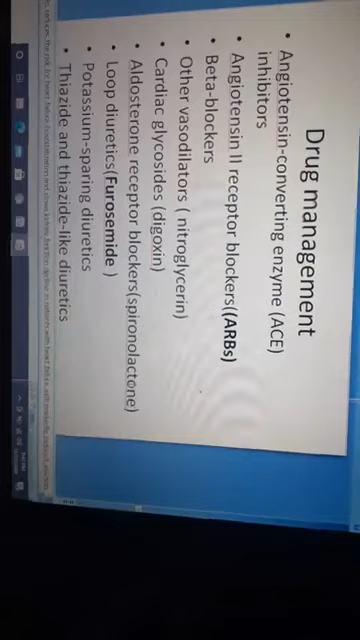 Drug management
• Angiotensin-converting enzyme (ACE)
inhibitors
• Angiotensin II receptor blockers((ARBs)
• Beta-blockers
• Other vasodilators ( nitroglycerin)
• Cardiac glycosides (digoxin)
• Aldosterone receptor blockers(spironolactone)
• Loop diuretics(Eurosemide )
• Potassium-sparing diuretics
• Thiazide and thiazide-like diuretics